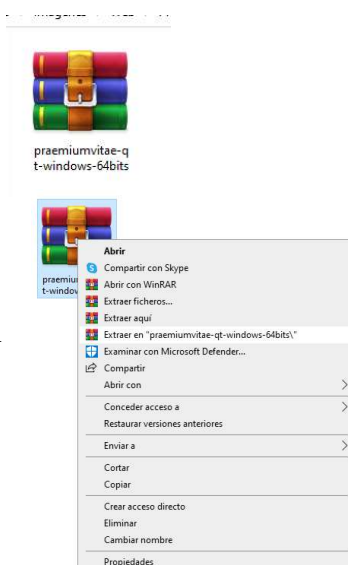 praemiumvitae-q
t-windows-64bits
Abrir
Compartir con Skype
Abrir con WinRAR
Extraer ficheros...
Extraer aquí
Extraer en "praemiumvitae-qt-windows-64bits\"
Examinar con Microsoft Defender...
Compartir
Abrir con
Conceder acceso a
Restaurar versiones anteriores
Enviar a
Cortar
Copiar
Crear acceso directo
Eliminar
Cambiar nombre
Propiedades